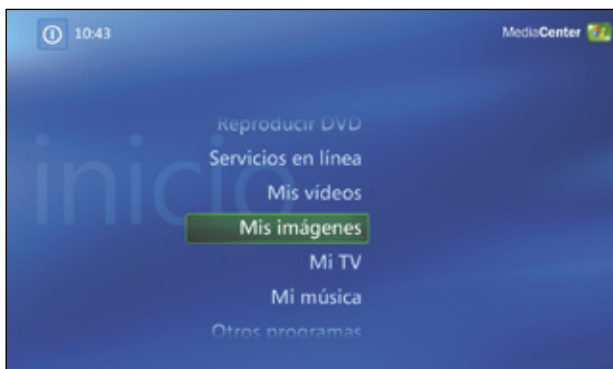 10:43
MediaCenter
inicio
Reproducir DVD
Servicios en línea
Mis vídeos
Mis imágenes
Mi TV
Mi música
Otros programas